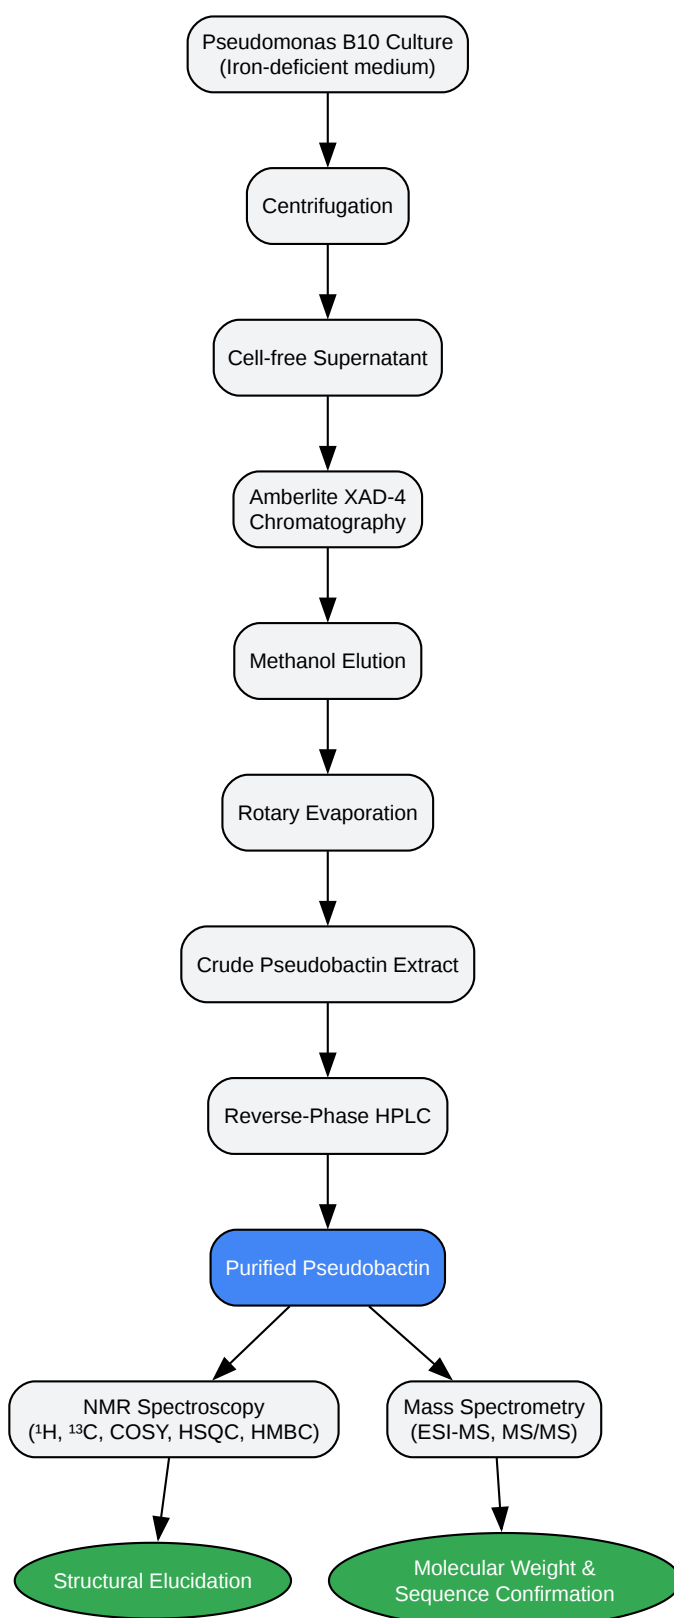 Pseudomonas B10 Culture
(Iron-deficient medium)
Centrifugation
Cell-free Supernatant
Amberlite XAD-4
Chromatography
Methanol Elution
Rotary Evaporation
Crude Pseudobactin Extract
Reverse-Phase HPLC
Purified Pseudobactin
NMR Spectroscopy
(¹H, ¹³C, COSY, HSQC, HMBC)
Mass Spectrometry
(ESI-MS, MS/MS)
Structural Elucidation
Molecular Weight &
Sequence Confirmation